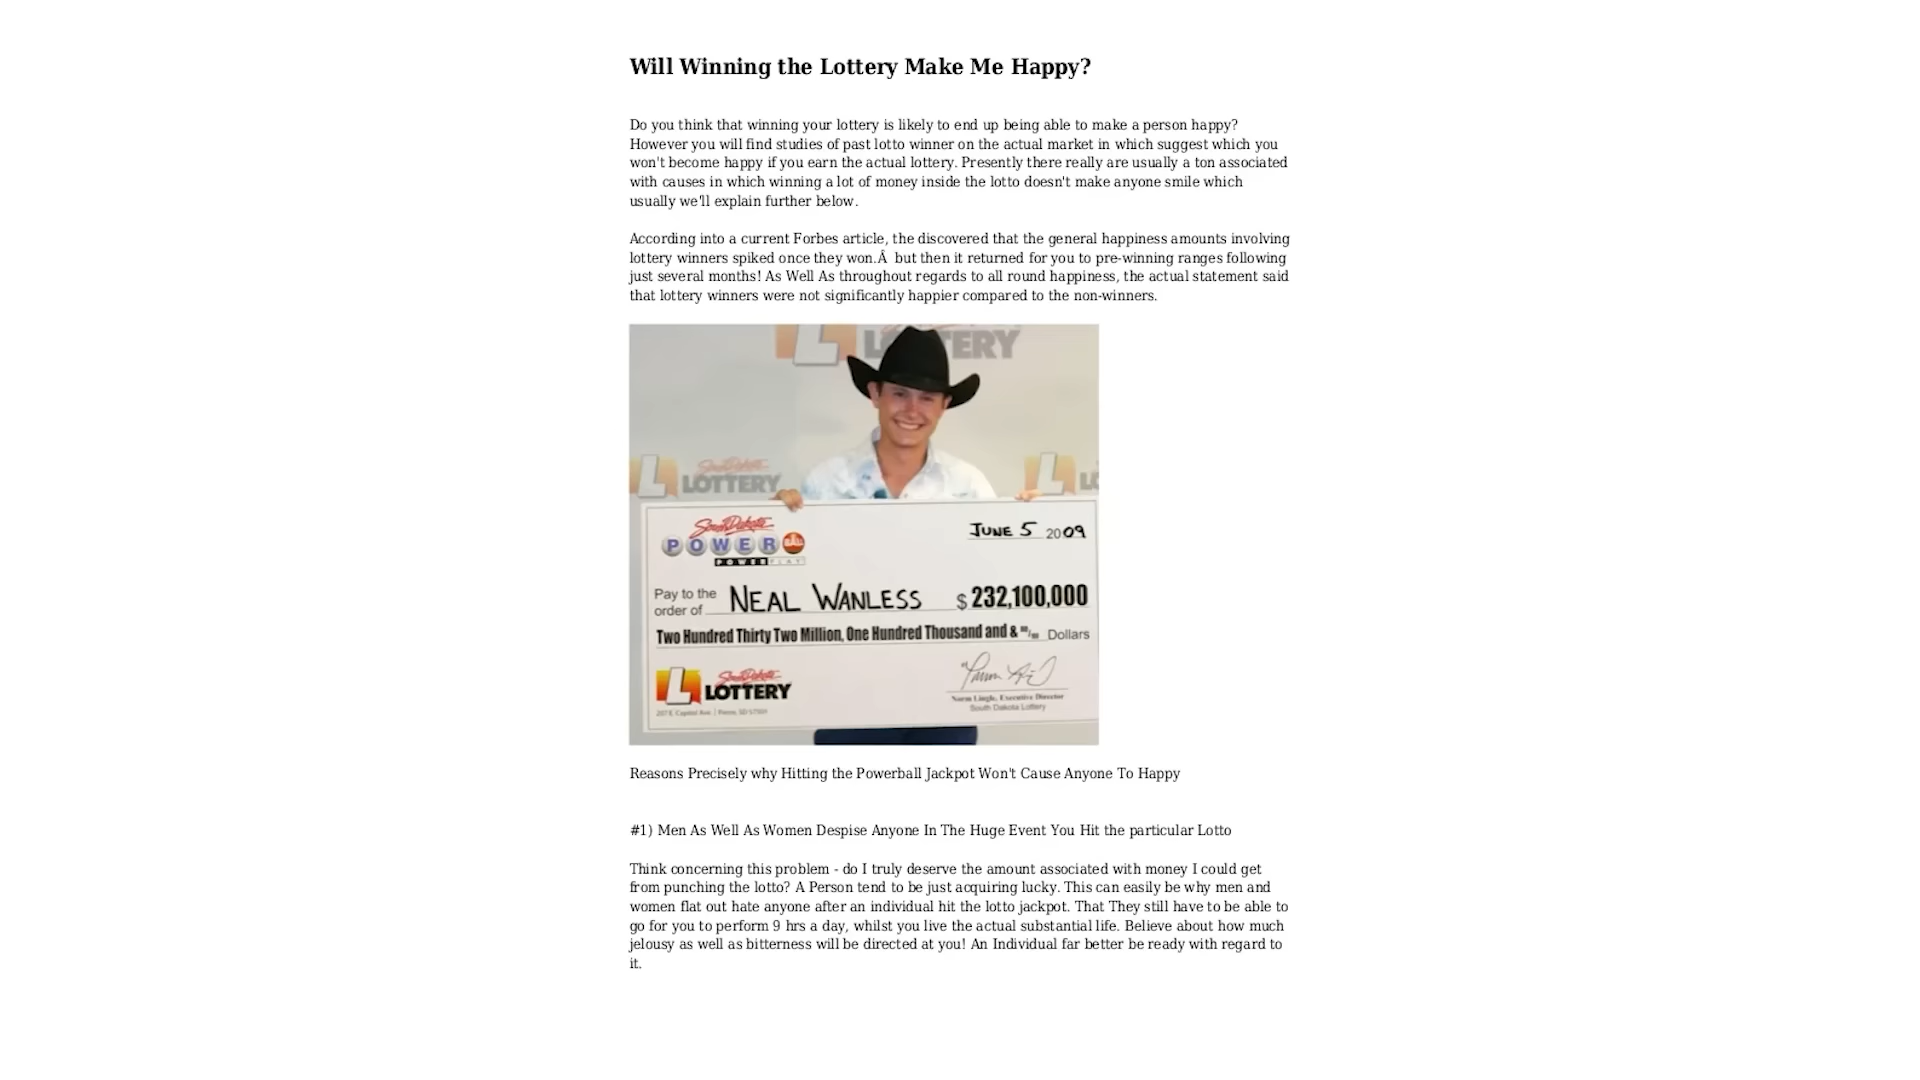 Will Winning the Lottery Make Me Happy?
Do you think that winning your lottery is likely to end up being able to make a person happy?
However you will find studies of past lotto winner on the actual market in which suggest which you
won't become happy if you earn the actual lottery. Presently there really are usually a ton associated
with causes in which winning a lot of money inside the lotto doesn't make anyone smile which
usually we'll explain further below.
According into a current Forbes article, the discovered that the general happiness amounts involving
lottery winners spiked once they won.Â  but then it returned for you to pre-winning ranges following
just several months! As Well As throughout regards to all round happiness, the actual statement said
that lottery winners were not significantly happier compared to the non-winners.
L LOTTERY
L South Dakota LOTTERY
L LO
South Dakota
POWERBALL
POWER PLAY
JUNE 5 2009
Pay to the
order of NEAL WANLESS $ 232,100,000
Two Hundred Thirty Two Million, One Hundred Thousand and & Dollars
L South Dakota LOTTERY
Norm Lingle, Executive Director
South Dakota Lottery
Reasons Precisely why Hitting the Powerball Jackpot Won't Cause Anyone To Happy
#1) Men As Well As Women Despise Anyone In The Huge Event You Hit the particular Lotto
Think concerning this problem - do I truly deserve the amount associated with money I could get
from punching the lotto? A Person tend to be just acquiring lucky. This can easily be why men and
women flat out hate anyone after an individual hit the lotto jackpot. That They still have to be able to
go for you to perform 9 hrs a day, whilst you live the actual substantial life. Believe about how much
jelousy as well as bitterness will be directed at you! An Individual far better be ready with regard to
it.